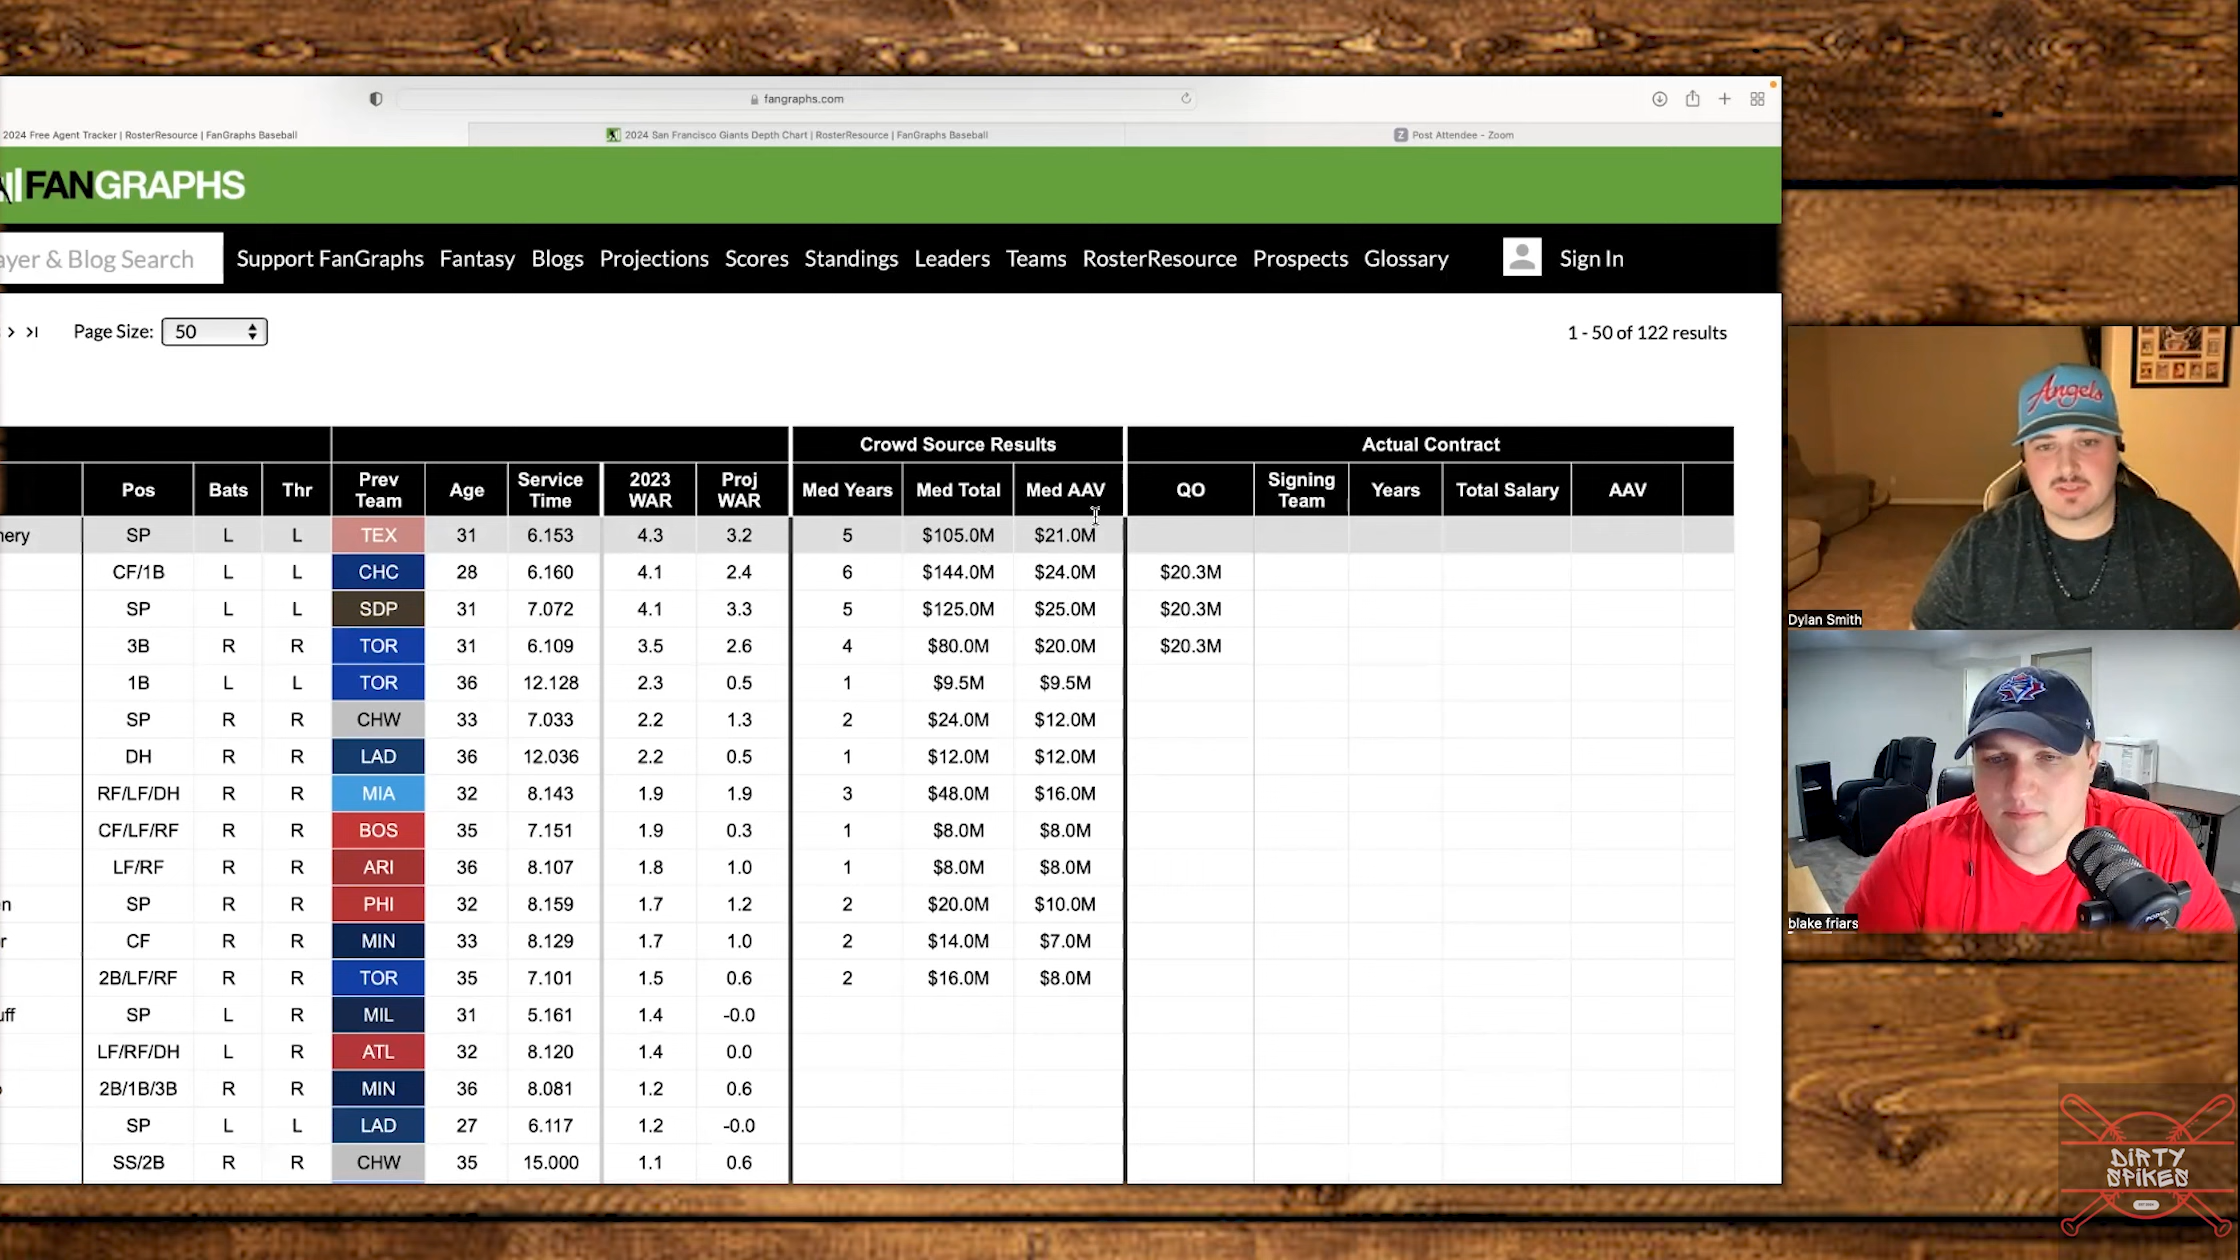 fangraphs.com
2024 Free Agent Tracker | RosterResource | FanGraphs Baseball
2024 San Francisco Giants Depth Chart | RosterResource | FanGraphs Baseball
Z Post Attendee - Zoom
FANGRAPHS
ayer & Blog Search Support FanGraphs Fantasy Blogs Projections Scores Standings Leaders Teams RosterResource Prospects Glossary Sign In
Page Size: 50
1 - 50 of 122 results
Crowd Source Results Actual Contract
Pos Bats Thr Prev Team Age Service Time 2023 WAR Proj WAR Med Years Med Total Med AAV QO Signing Team Years Total Salary AAV
nery SP L L TEX 31 6.153 4.3 3.2 5 $105.0M $21.0M
CF/1B L L CHC 28 6.160 4.1 2.4 6 $144.0M $24.0M $20.3M
SP L L SDP 31 7.072 4.1 3.3 5 $125.0M $25.0M $20.3M
3B R R TOR 31 6.109 3.5 2.6 4 $80.0M $20.0M $20.3M
1B L L TOR 36 12.128 2.3 0.5 1 $9.5M $9.5M
SP R R CHW 33 7.033 2.2 1.3 2 $24.0M $12.0M
DH R R LAD 36 12.036 2.2 0.5 1 $12.0M $12.0M
RF/LF/DH R R MIA 32 8.143 1.9 1.9 3 $48.0M $16.0M
CF/LF/RF R R BOS 35 7.151 1.9 0.3 1 $8.0M $8.0M
LF/RF R R ARI 36 8.107 1.8 1.0 1 $8.0M $8.0M
n SP R R PHI 32 8.159 1.7 1.2 2 $20.0M $10.0M
r CF R R MIN 33 8.129 1.7 1.0 2 $14.0M $7.0M
2B/LF/RF R R TOR 35 7.101 1.5 0.6 2 $16.0M $8.0M
uff SP L R MIL 31 5.161 1.4 -0.0
LF/RF/DH L R ATL 32 8.120 1.4 0.0
2B/1B/3B R R MIN 36 8.081 1.2 0.6
SP L L LAD 27 6.117 1.2 -0.0
SS/2B R R CHW 35 15.000 1.1 0.6
Angels
Dylan Smith
blake friars
DIRTY
SPIKES